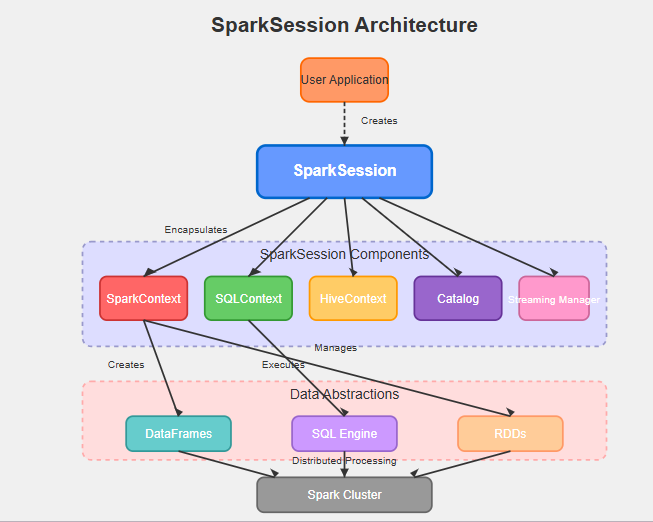 SparkSession Architecture
User Application
Creates
SparkSession
Encapsulates
SparkSession Components
SparkContext
SQLContext
HiveContext
Catalog
Streaming Manager
Manages
Creates
Executes
Data Abstractions
DataFrames
SQL Engine
RDDs
Distributed Processing
Spark Cluster